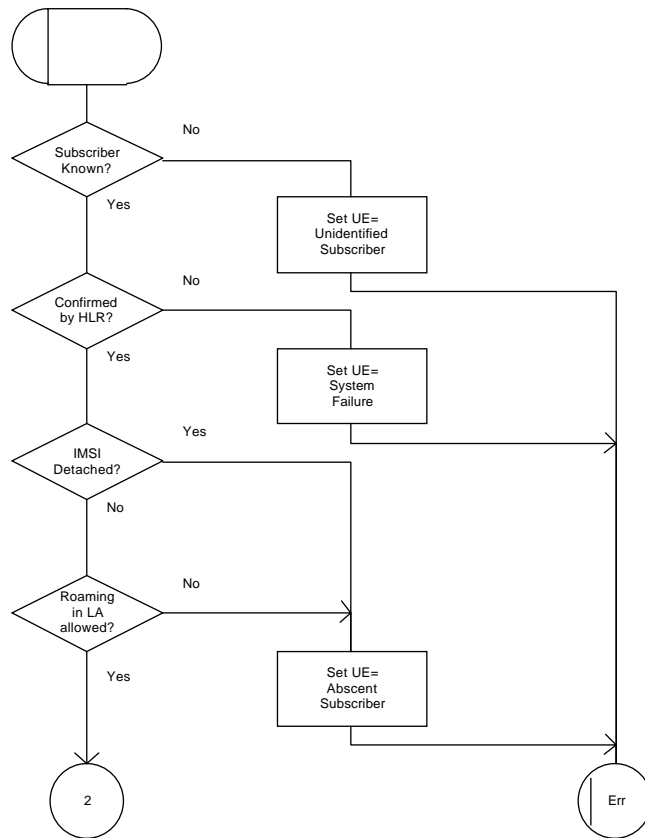 No
Subscriber
Known?
Yes
Set UE=
Unidentified
Subscriber
No
Confirmed
by HLR?
Yes
Set UE=
System
Failure
Yes
IMSI
Detached?
No
No
Roaming
in LA
allowed?
Yes
Set UE=
Abscent
Subscriber
2
Err